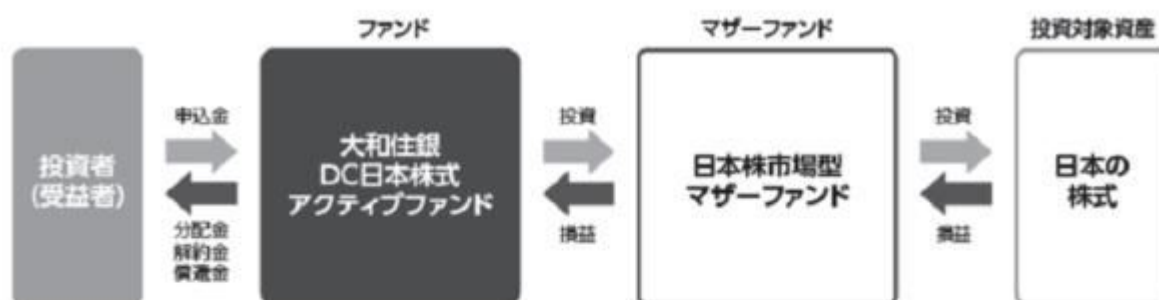 ファンド
マザーファンド
投資対象資産
投資者
(受益者)
申込金
分配金
解約金
償還金
大和住銀
DC日本株式
アクティブファンド
投資
損益
日本株市場型
マザーファンド
投資
損益
日本の
株式